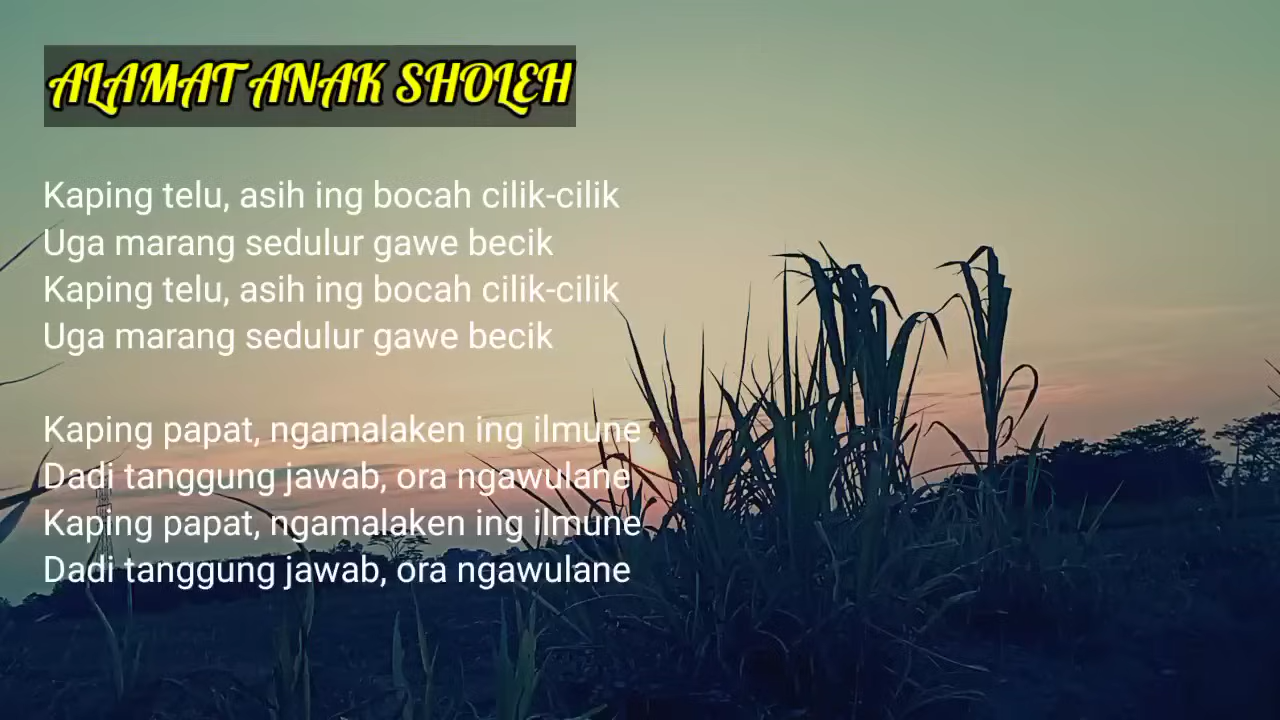 ALAMAT ANAK SHOLEH
Kaping telu, asih ing bocah cilik-cilik
Uga marang sedulur gawe becik
Kaping telu, asih ing bocah cilik-cilik
Uga marang sedulur gawe becik
Kaping papat, ngamalaken ing ilmune
Dadi tanggung jawab, ora ngawulane
Kaping papat, ngamalaken ing ilmune
Dadi tanggung jawab, ora ngawulane